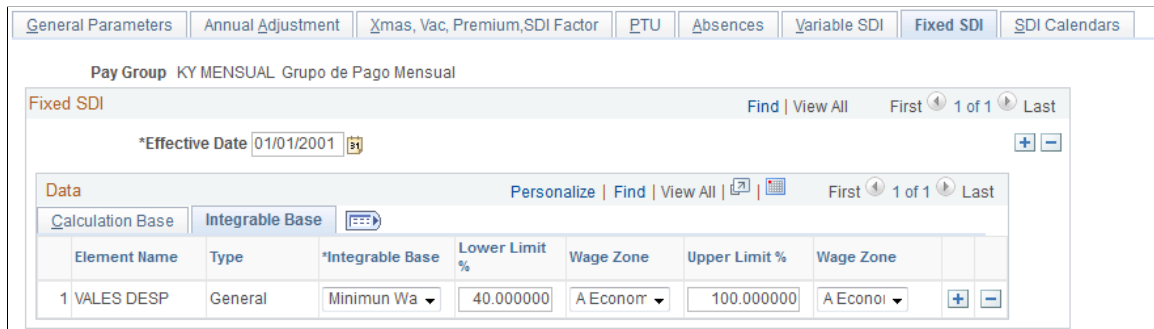 General Parameters Annual Adjustment Xmas, Vac, Premium,SDI Factor PTU Absences Variable SDI Fixed SDI SDI Calendars
Pay Group KY MENSUAL Grupo de Pago Mensual
Fixed SDI Find | View All First 1 of 1 Last
*Effective Date 01/01/2001 31
Data Personalize | Find | View All | | First 1 of 1 Last
Calculation Base Integrable Base
Element Name Type *Integrable Base Lower Limit % Wage Zone Upper Limit % Wage Zone
1 VALES DESP General Minimun Wa 40.000000 A Econom 100.000000 A Econoi